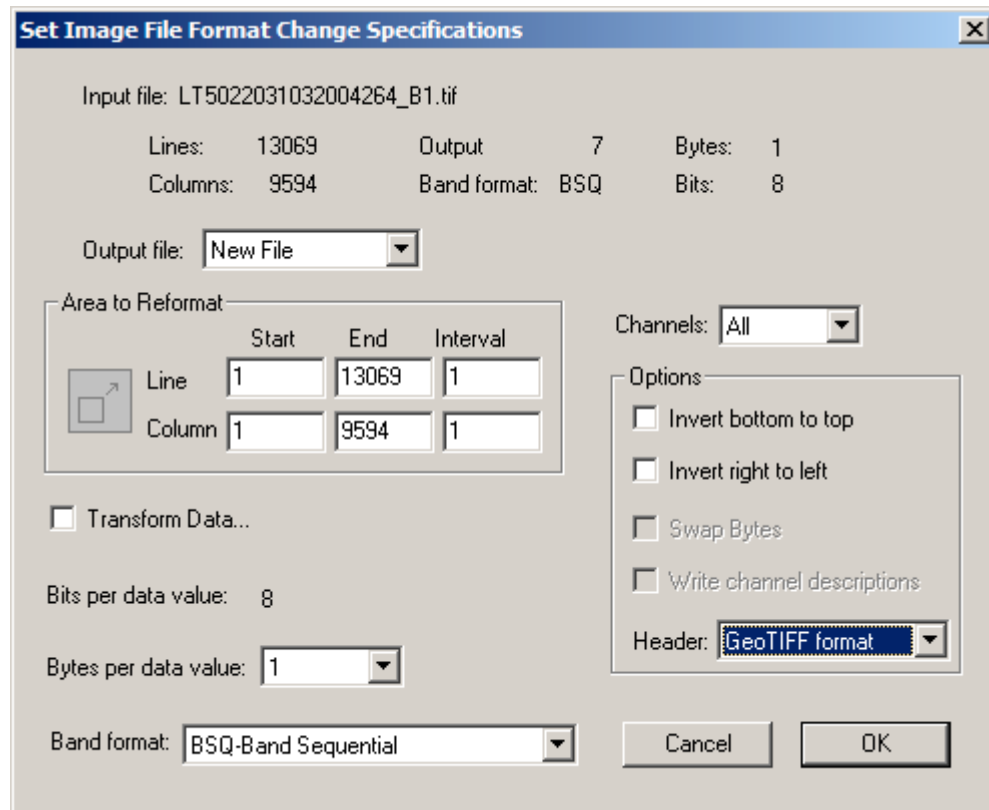 Set Image File Format Change Specifications
Input file: LT5022031032004264_B1.tif
Lines: 13069 Output 7 Bytes: 1
Columns: 9594 Band format: BSQ Bits: 8
Output file: New File
Area to Reformat
Start End Interval
Line 1 13069 1
Column 1 9594 1
Channels: All
Options
Invert bottom to top
Invert right to left
Swap Bytes
Write channel descriptions
Header: GeoTIFF format
Transform Data...
Bits per data value: 8
Bytes per data value: 1
Band format: BSQ-Band Sequential
Cancel OK